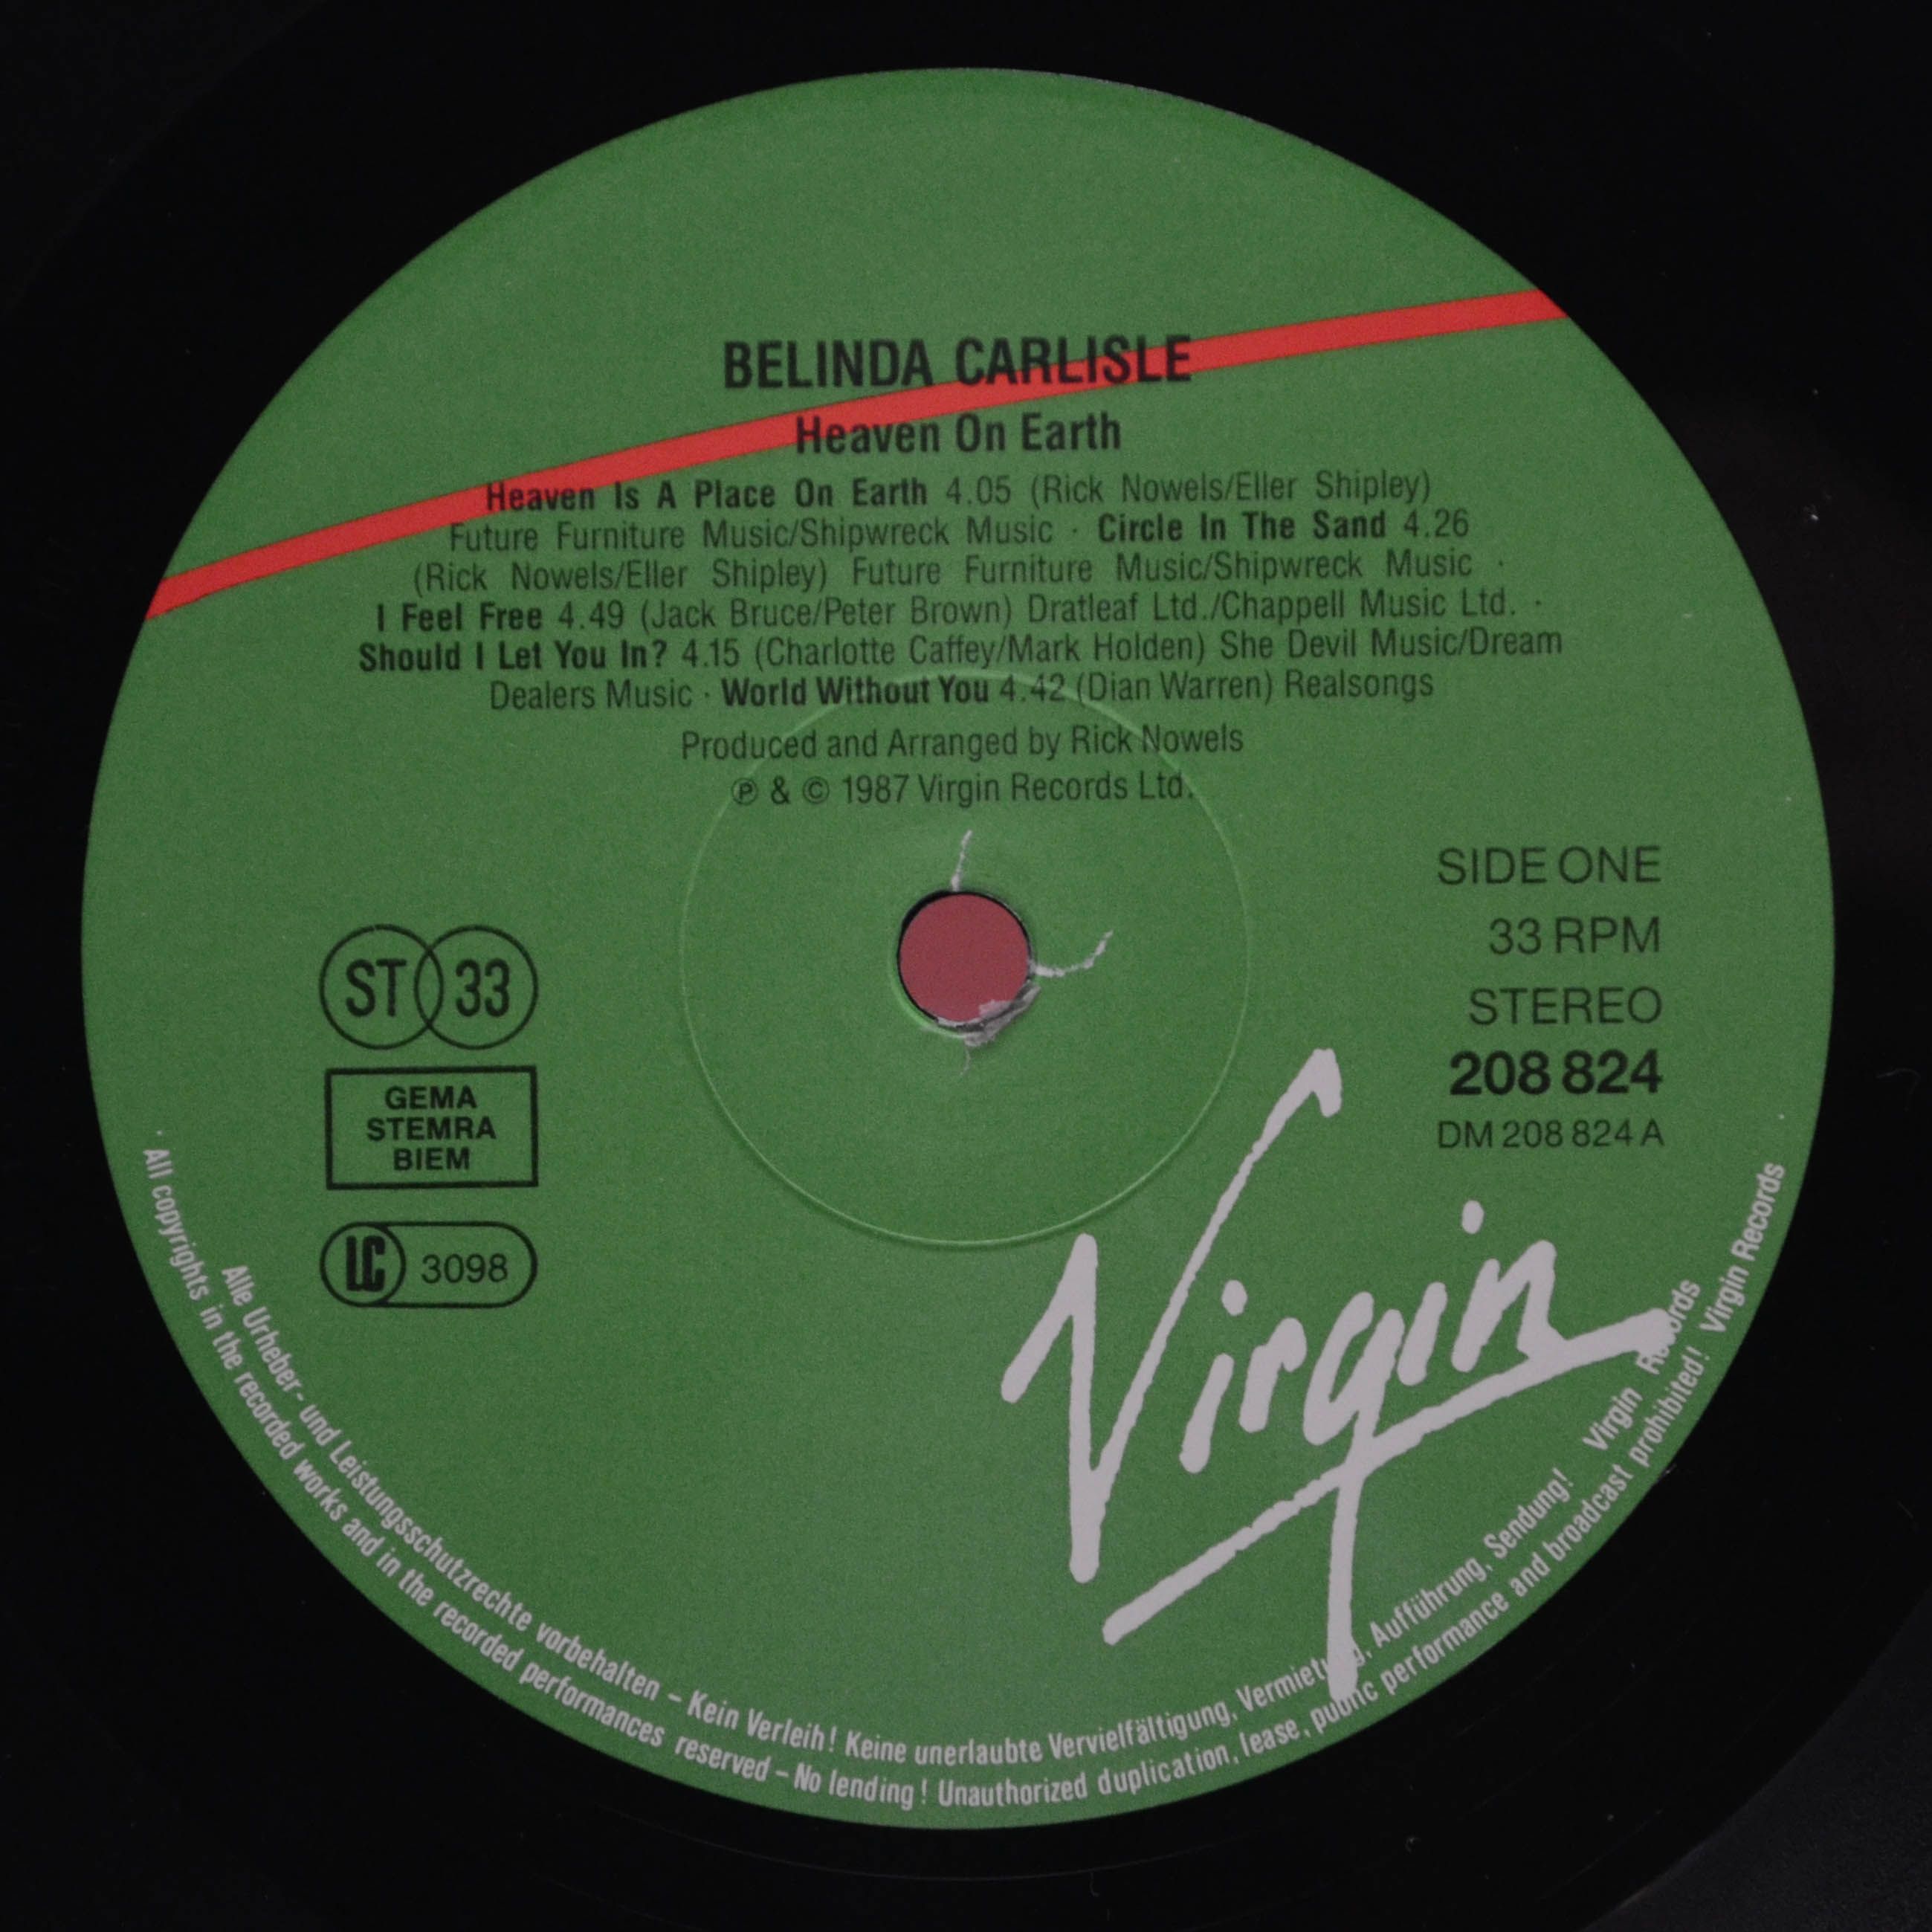 BELINDA CARLISLE
Heaven On Earth
Heaven Is A Place On Earth 4.05 (Rick Nowels/Eller Shipley)
Future Furniture Music/Shipwreck Music · Circle In The Sand 4.26
(Rick Nowels/Eller Shipley) Future Furniture Music/Shipwreck Music ·
I Feel Free 4.49 (Jack Bruce/Peter Brown) Dratleaf Ltd./Chappell Music Ltd. ·
Should I Let You In? 4.15 (Charlotte Caffey/Mark Holden) She Devil Music/Dream
Dealers Music · World Without You 4.42 (Dian Warren) Realsongs
Produced and Arranged by Rick Nowels
℗ & © 1987 Virgin Records Ltd.
SIDE ONE
33 RPM
STEREO
208 824
DM 208 824 A
ST 33
GEMA
STEMRA
BIEM
LC 3098
Virgin
Alle Urheber- und Leistungsschutzrechte vorbehalten – Kein Verleih! Keine unerlaubte Vervielfältigung, Vermietung, Aufführung, Sendung! Virgin Records
All copyrights in the recorded works and in the recorded performances reserved – No lending! Unauthorized duplication, lease, public performance and broadcast prohibited! Virgin Records